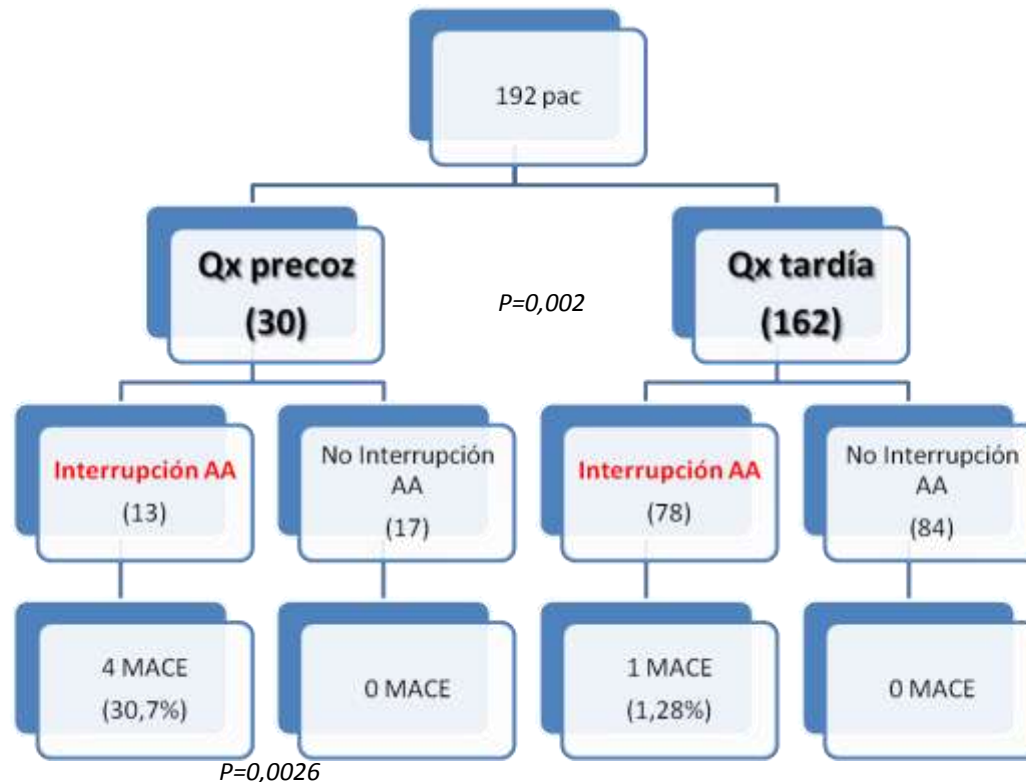 192 pac
Qx precoz
(30)
P=0,002
Qx tardía
(162)
Interrupción AA
(13)
No Interrupción
AA
(17)
Interrupción AA
(78)
No Interrupción
AA
(84)
4 MACE
(30,7%)
0 MACE
1 MACE
(1,28%)
0 MACE
P=0,0026